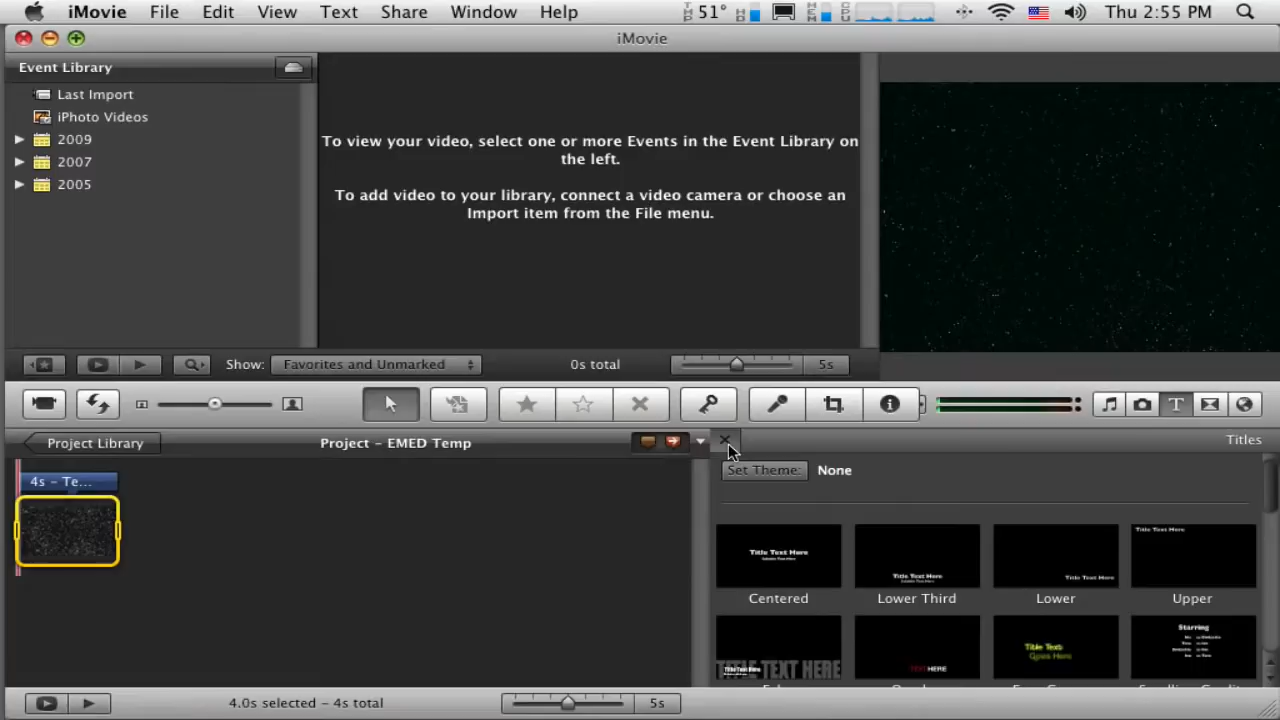 iMovie File Edit View Text Share Window Help 51° Thu 2:55 PM
iMovie
Event Library
Last Import
iPhoto Videos
2009
2007
2005
To view your video, select one or more Events in the Event Library on
the left.
To add video to your library, connect a video camera or choose an
Import item from the File menu.
Show: Favorites and Unmarked 0s total 5s
Project Library Project - EMED Temp Titles
4s - Te...
Set Theme: None
Title Text Here
Title Text Here
Title Text Here
Title Text Here
Centered Lower Third Lower Upper
TITLE TEXT HERE
TEXT HERE
Title Text
Goes Here
Starring
4.0s selected - 4s total 5s